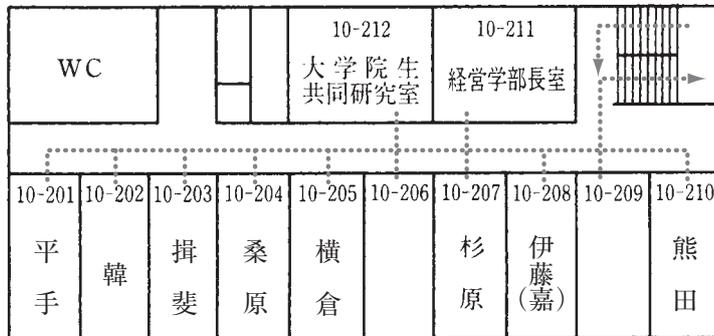 WC
10-212
大学院生
共同研究室
10-211
経営学部長室
10-201
平手
10-202
韓
10-203
揖斐
10-204
桑原
10-205
横倉
10-206
10-207
杉原
10-208
伊藤(嘉)
10-209
10-210
熊田